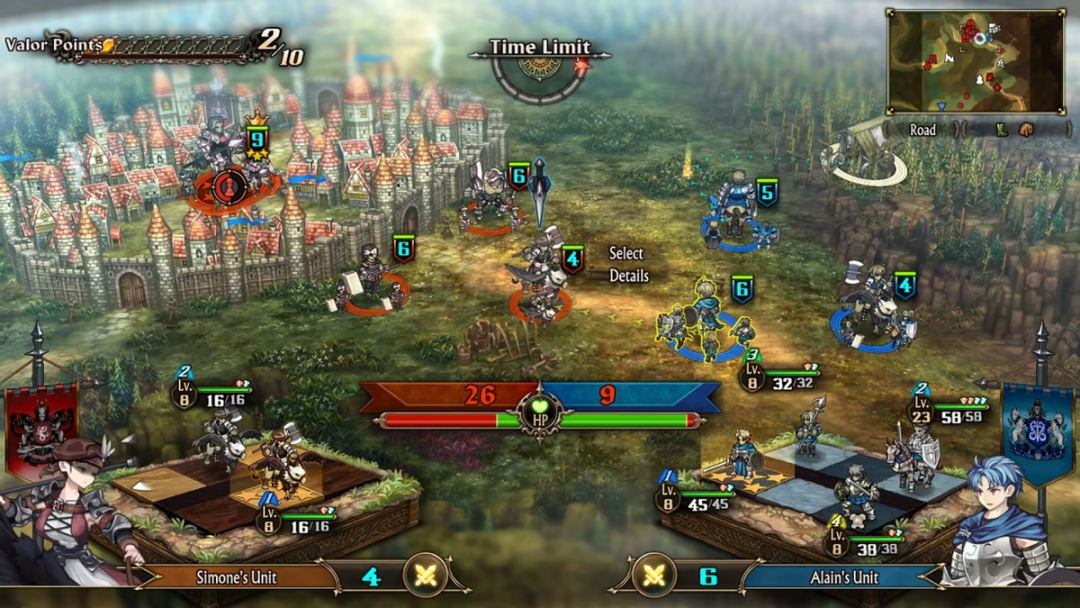 Valor Points
2/10
Time Limit
Road
9
6
5
6
4
Select
Details
6
4
26
9
HP
2
Lv.
8
16/16
1
Lv.
8
16/16
3
Lv.
8
32/32
2
Lv.
23
58/58
1
Lv.
8
45/45
4
Lv.
8
38/38
Simone's Unit
4
6
Alain's Unit